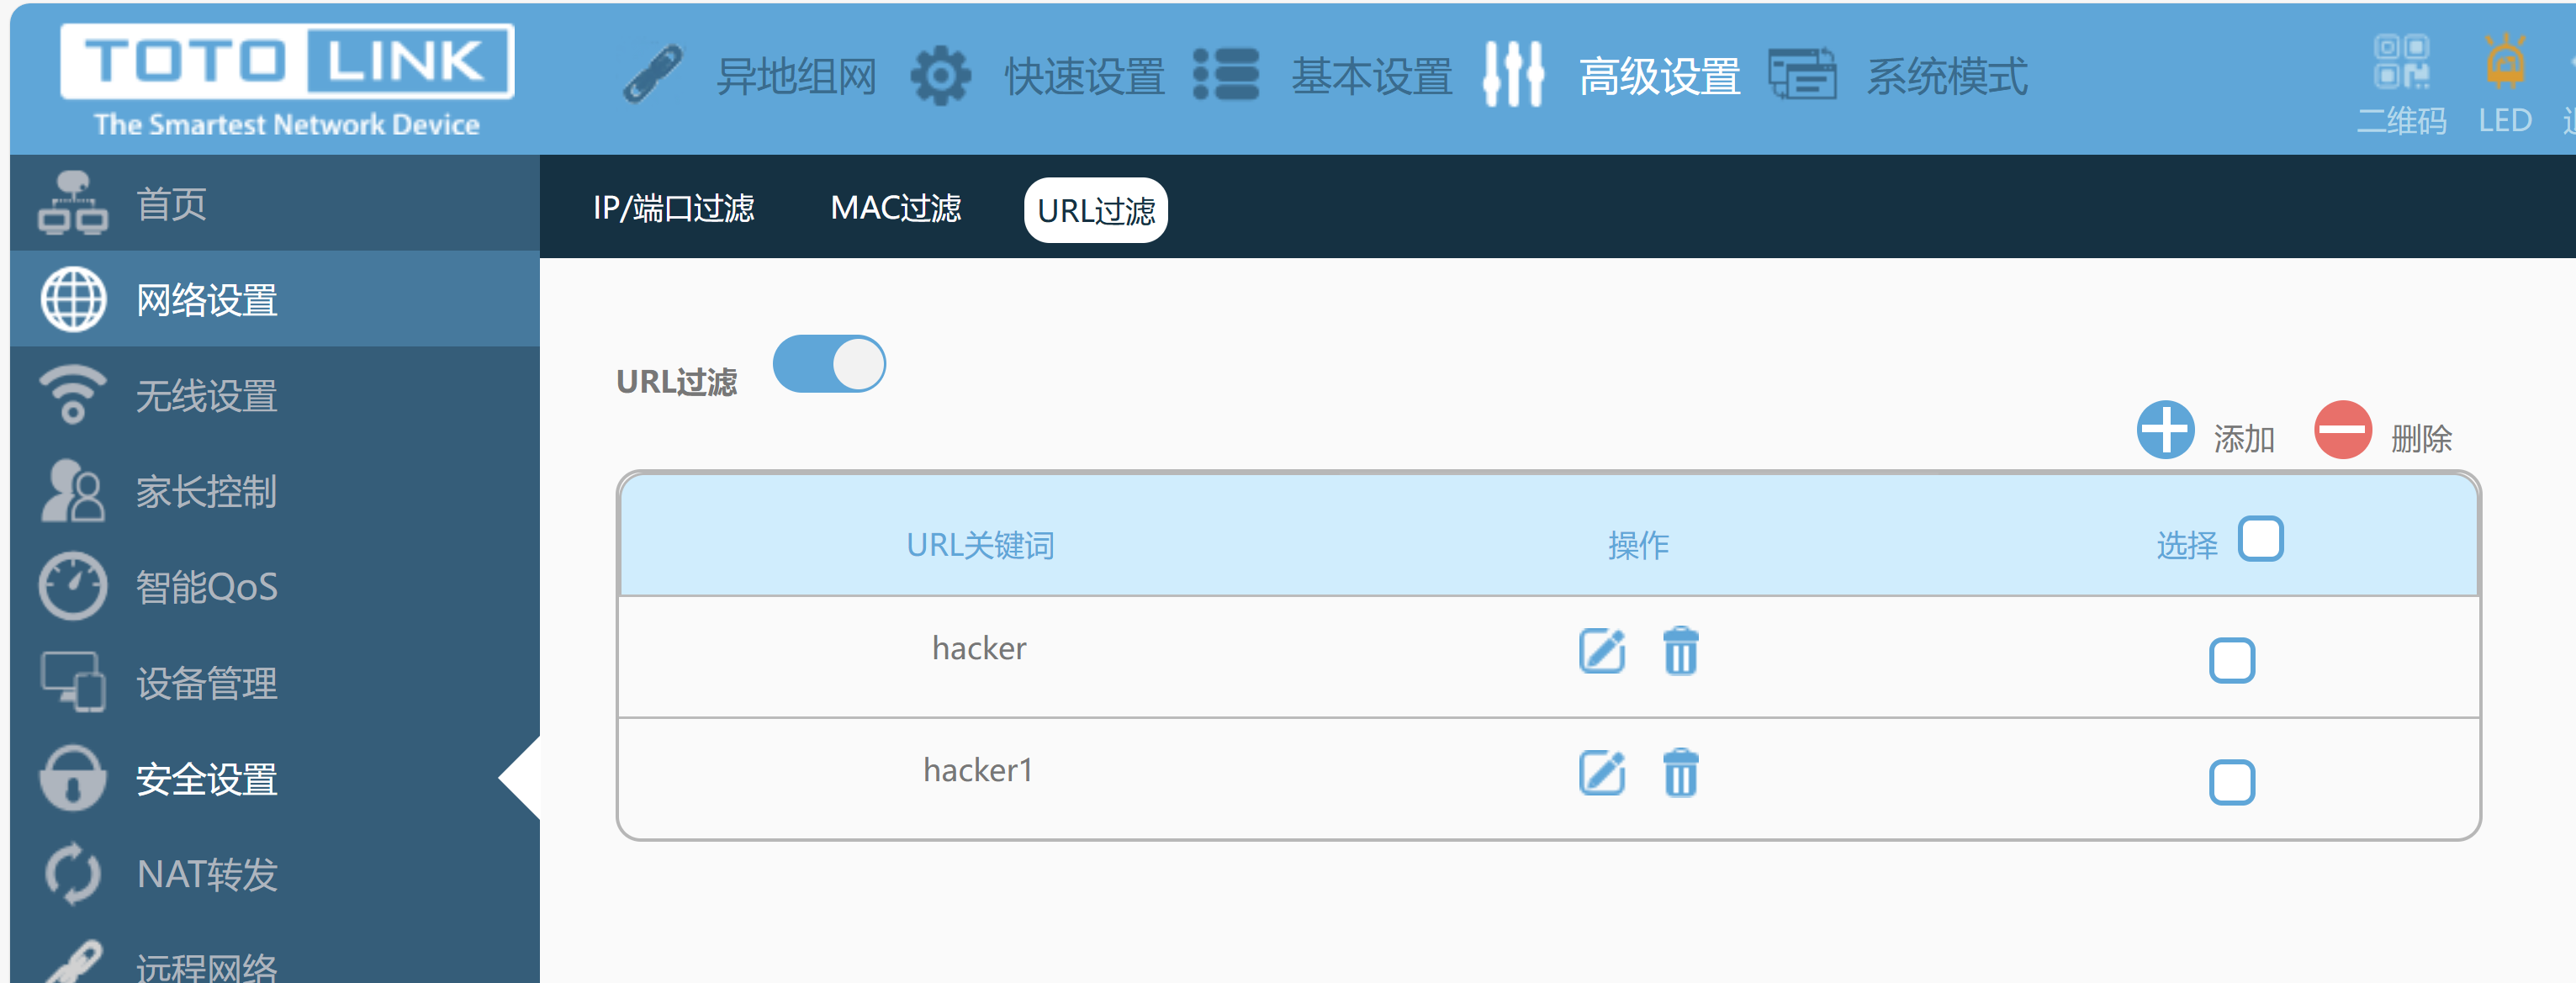 TOTO LINK
The Smartest Network Device
异地组网
快速设置
基本设置
高级设置
系统模式
二维码
LED
首页
网络设置
无线设置
家长控制
智能QoS
设备管理
安全设置
NAT转发
远程网络
IP/端口过滤
MAC过滤
URL过滤
URL过滤
添加
删除
URL关键词
操作
选择
hacker
hacker1